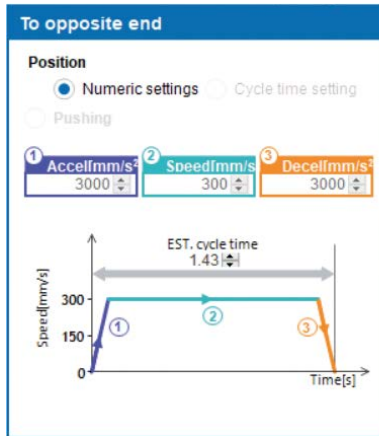 To opposite end
Position
Numeric settings Cycle time setting
Pushing
1 Accel[mm/s² 2 Speed[mm/s 3 Decel[mm/s²
3000 300 3000
EST. cycle time
1.43
Speed[mm/s]
300
150
0
1
2
3
Time[s]